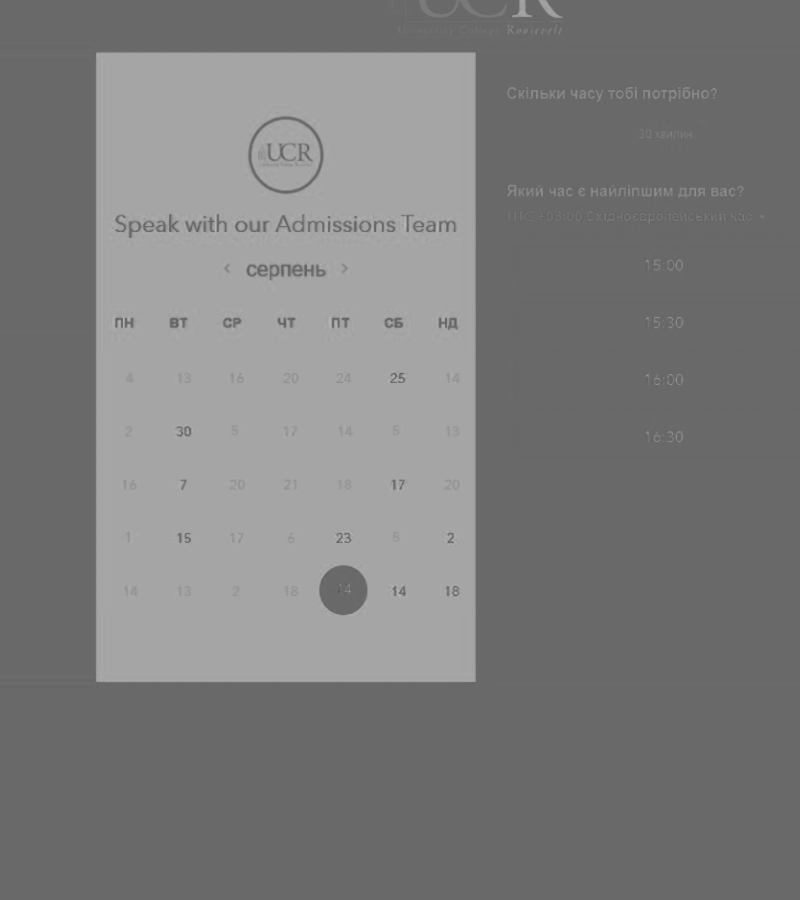 UCR
University College Roosevelt
UCR
Speak with our Admissions Team
серпень
ПН ВТ СР ЧТ ПТ СБ НД
4 13 16 20 24 25 14
2 30 5 17 14 5 13
16 7 20 21 18 17 20
1 15 17 6 23 5 2
14 13 2 18 14 14 18
Скільки часу тобі потрібно?
30 хвилин
Який час є найліпшим для вас?
UTC +03:00 Східноєвропейський час
15:00
15:30
16:00
16:30